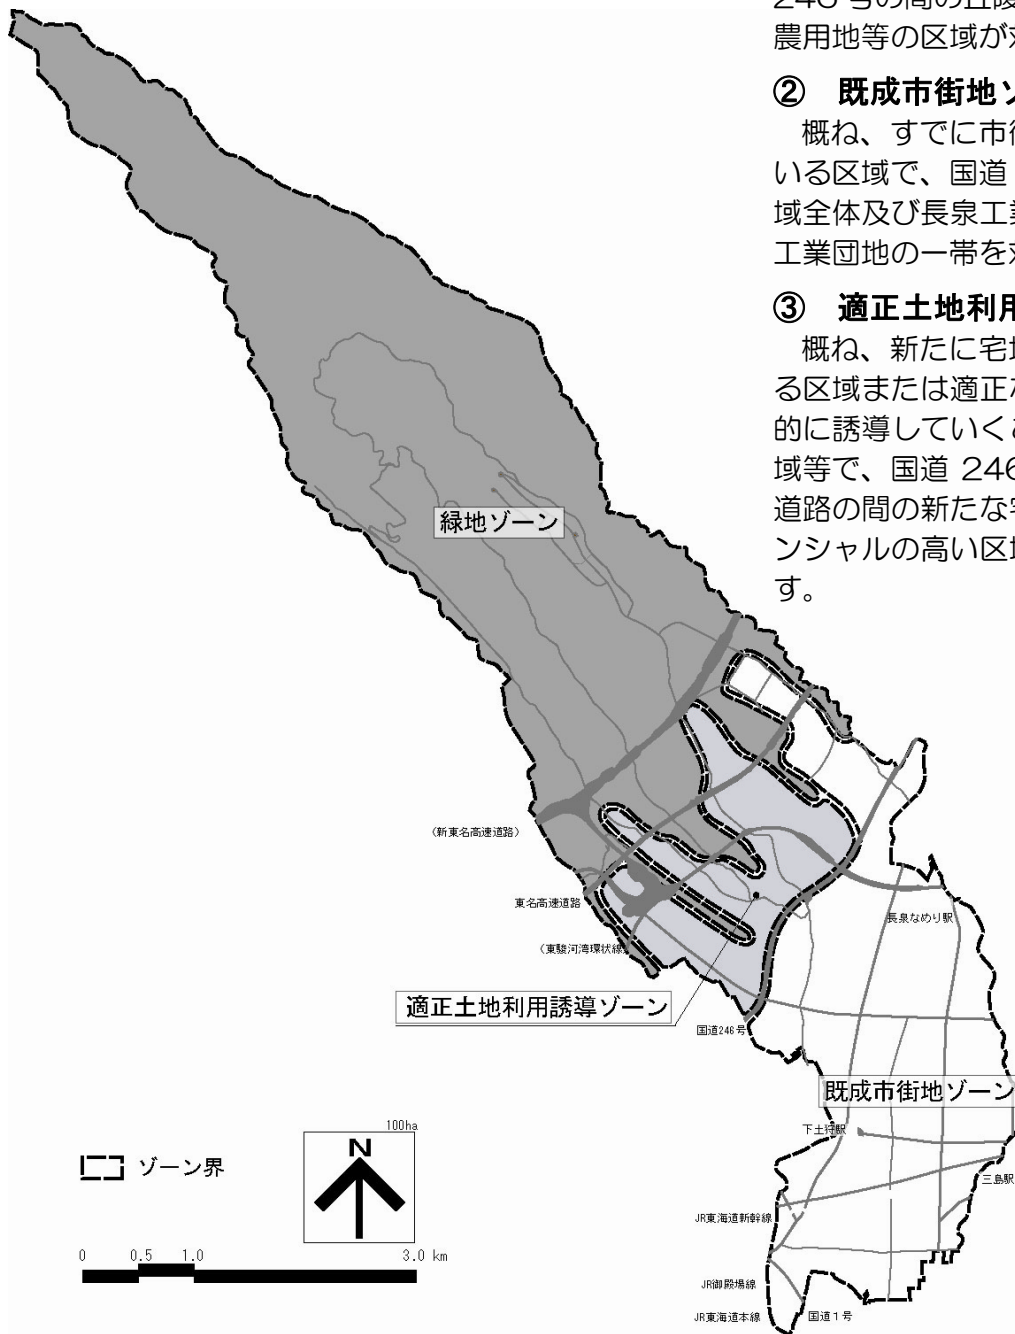 246 号の間の丘陵
農用地等の区域が対
② 既成市街地ゾ
概ね、すでに市街
いる区域で、国道
域全体及び長泉工業
工業団地の一帯を対
③ 適正土地利用
概ね、新たに宅地
る区域または適正な
的に誘導していくこ
域等で、国道 246
道路の間の新たな宅
ンシャルの高い区域
す。
緑地ゾーン
(新東名高速道路)
東名高速道路
長泉なめり駅
(東駿河湾環状線)
適正土地利用誘導ゾーン
国道246号
既成市街地ゾーン
下土狩駅
三島駅
JR東海道新幹線
JR御殿場線
JR東海道本線
国道1号
ゾーン界
100ha
N
0 0.5 1.0 3.0 km